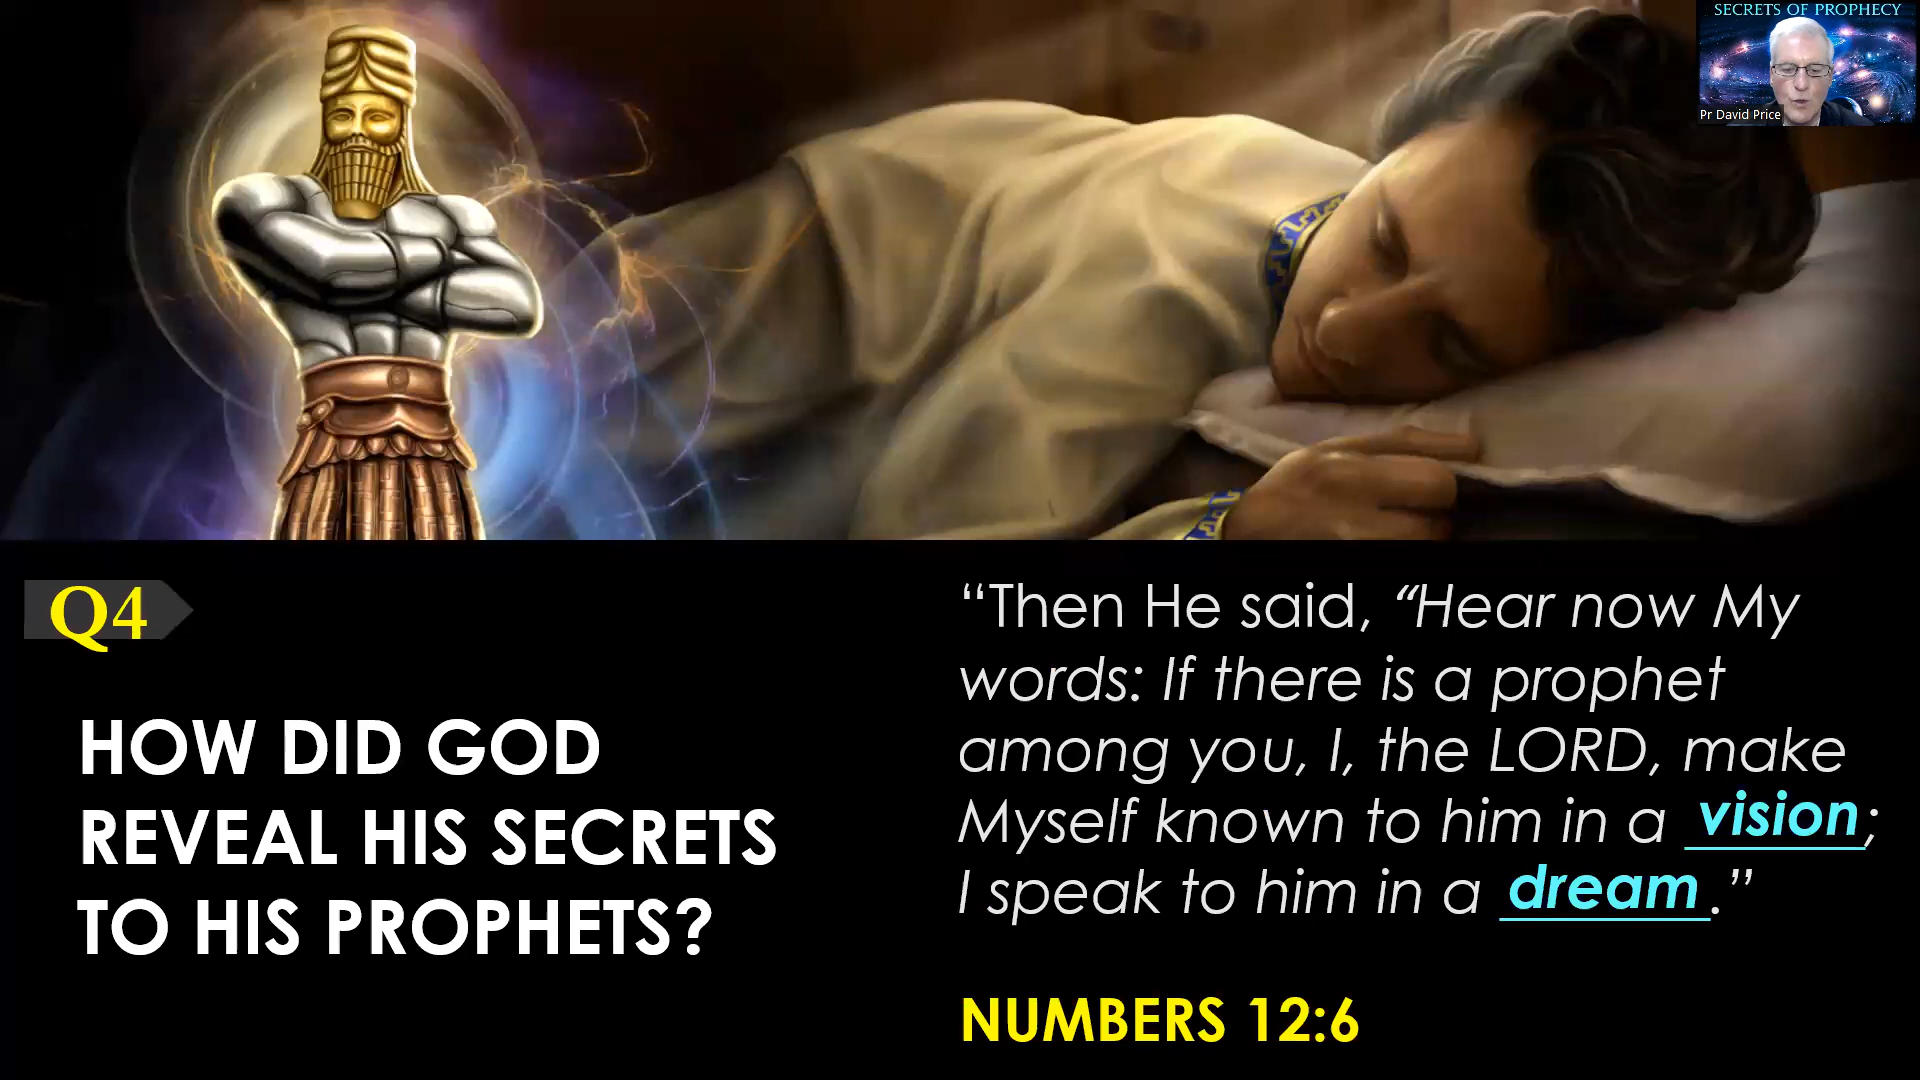 SECRETS OF PROPHECY
Pr David Price
Q4
HOW DID GOD
REVEAL HIS SECRETS
TO HIS PROPHETS?
“Then He said, “Hear now My
words: If there is a prophet
among you, I, the LORD, make
Myself known to him in a vision;
I speak to him in a dream.”
NUMBERS 12:6